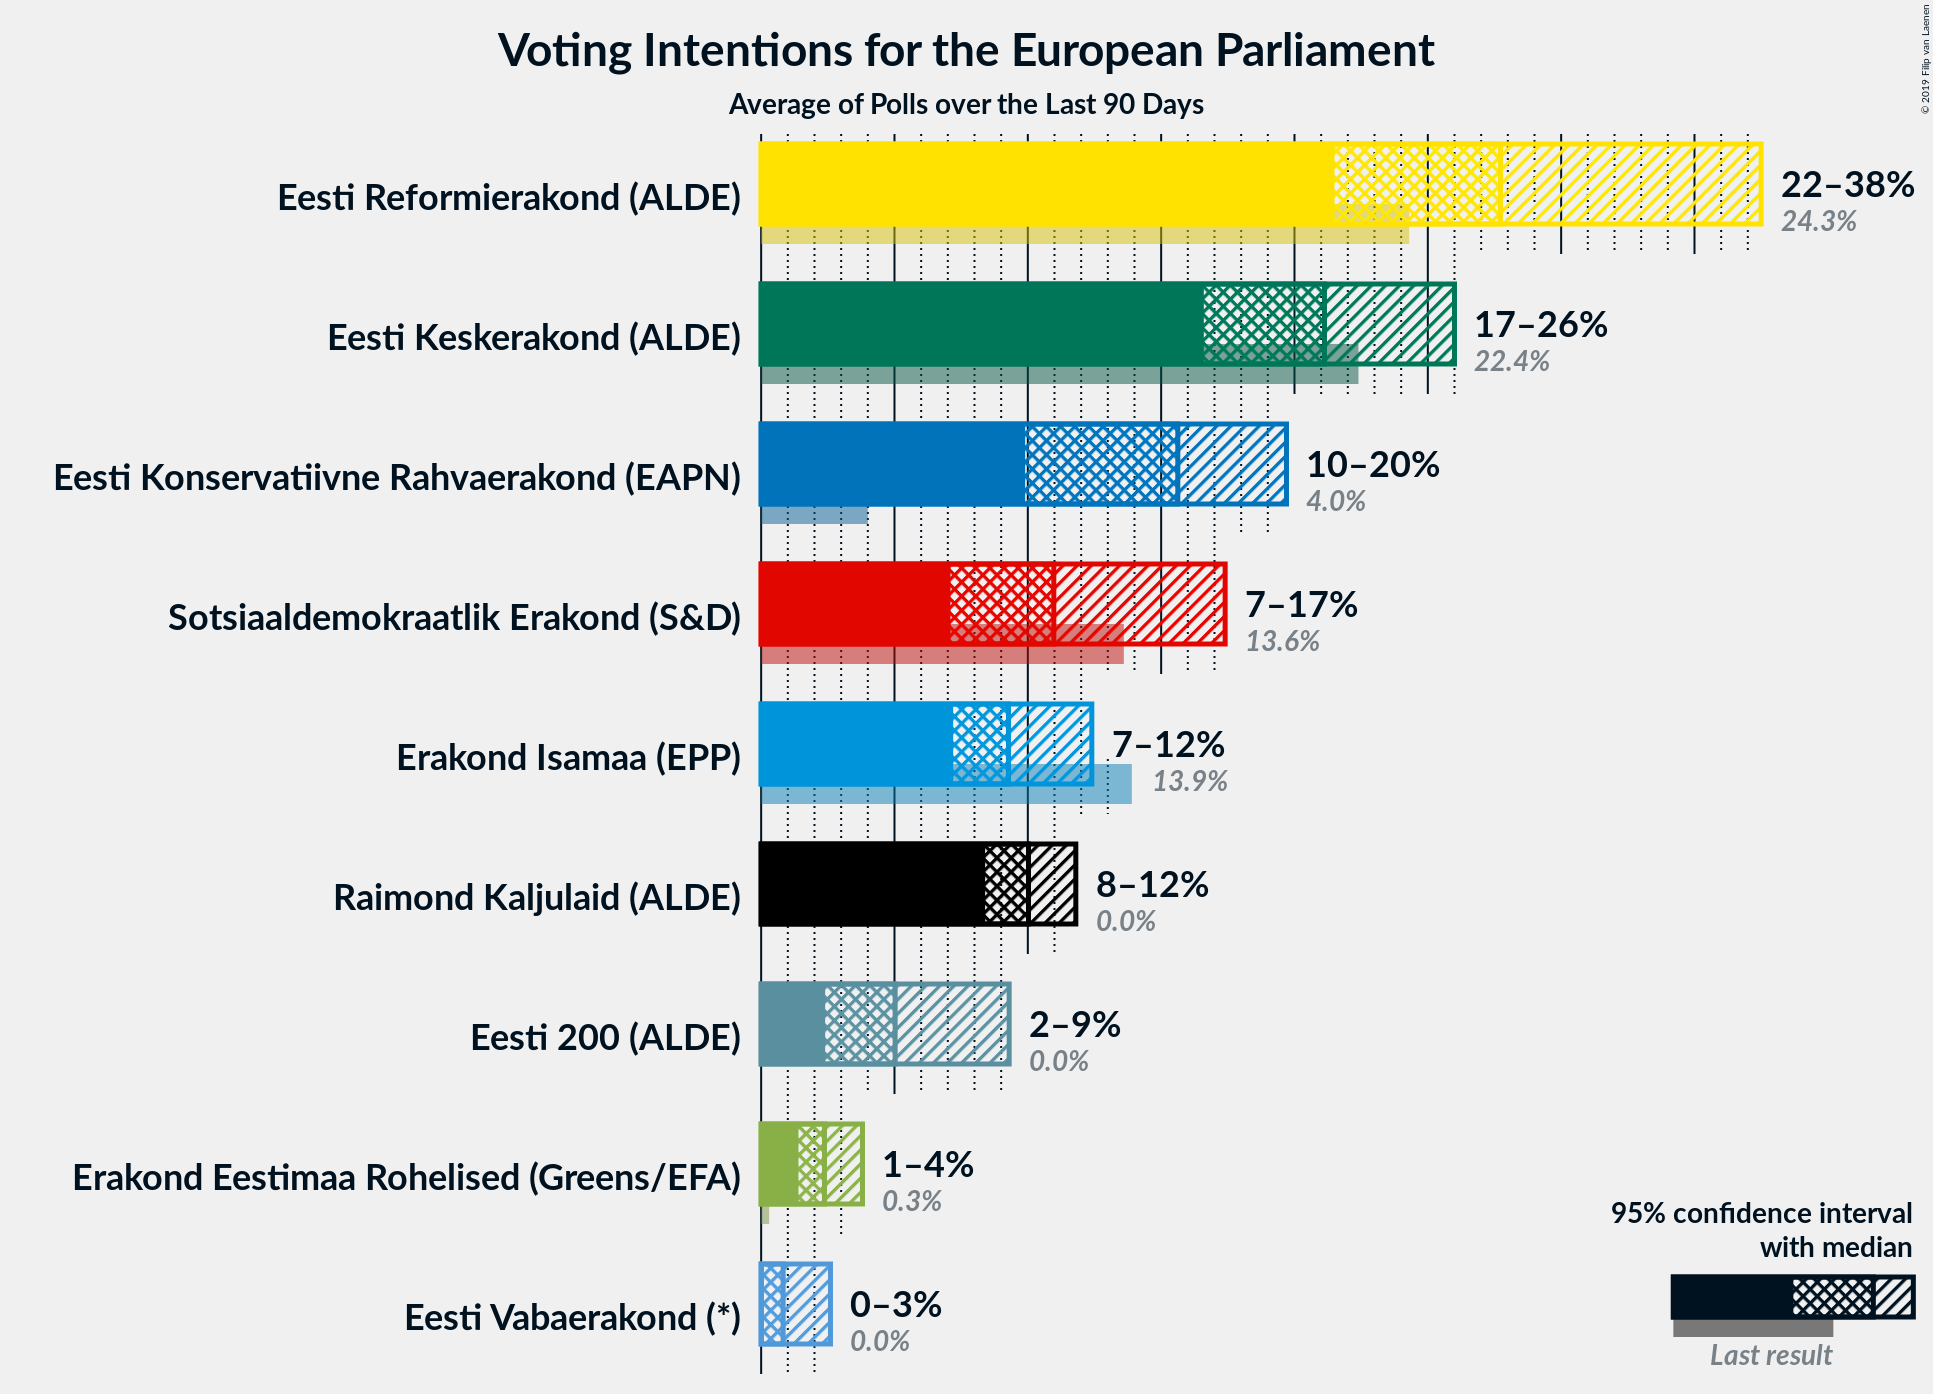 Voting Intentions for the European Parliament
Average of Polls over the Last 90 Days
© 2019 Filip van Laenen
Eesti Reformierakond (ALDE)
22–38%
24.3%
Eesti Keskerakond (ALDE)
17–26%
22.4%
Eesti Konservatiivne Rahvaerakond (EAPN)
10–20%
4.0%
Sotsiaaldemokraatlik Erakond (S&D)
7–17%
13.6%
Erakond Isamaa (EPP)
7–12%
13.9%
Raimond Kaljulaid (ALDE)
8–12%
0.0%
Eesti 200 (ALDE)
2–9%
0.0%
Erakond Eestimaa Rohelised (Greens/EFA)
1–4%
0.3%
Eesti Vabaerakond (*)
0–3%
0.0%
95% confidence interval
with median
Last result